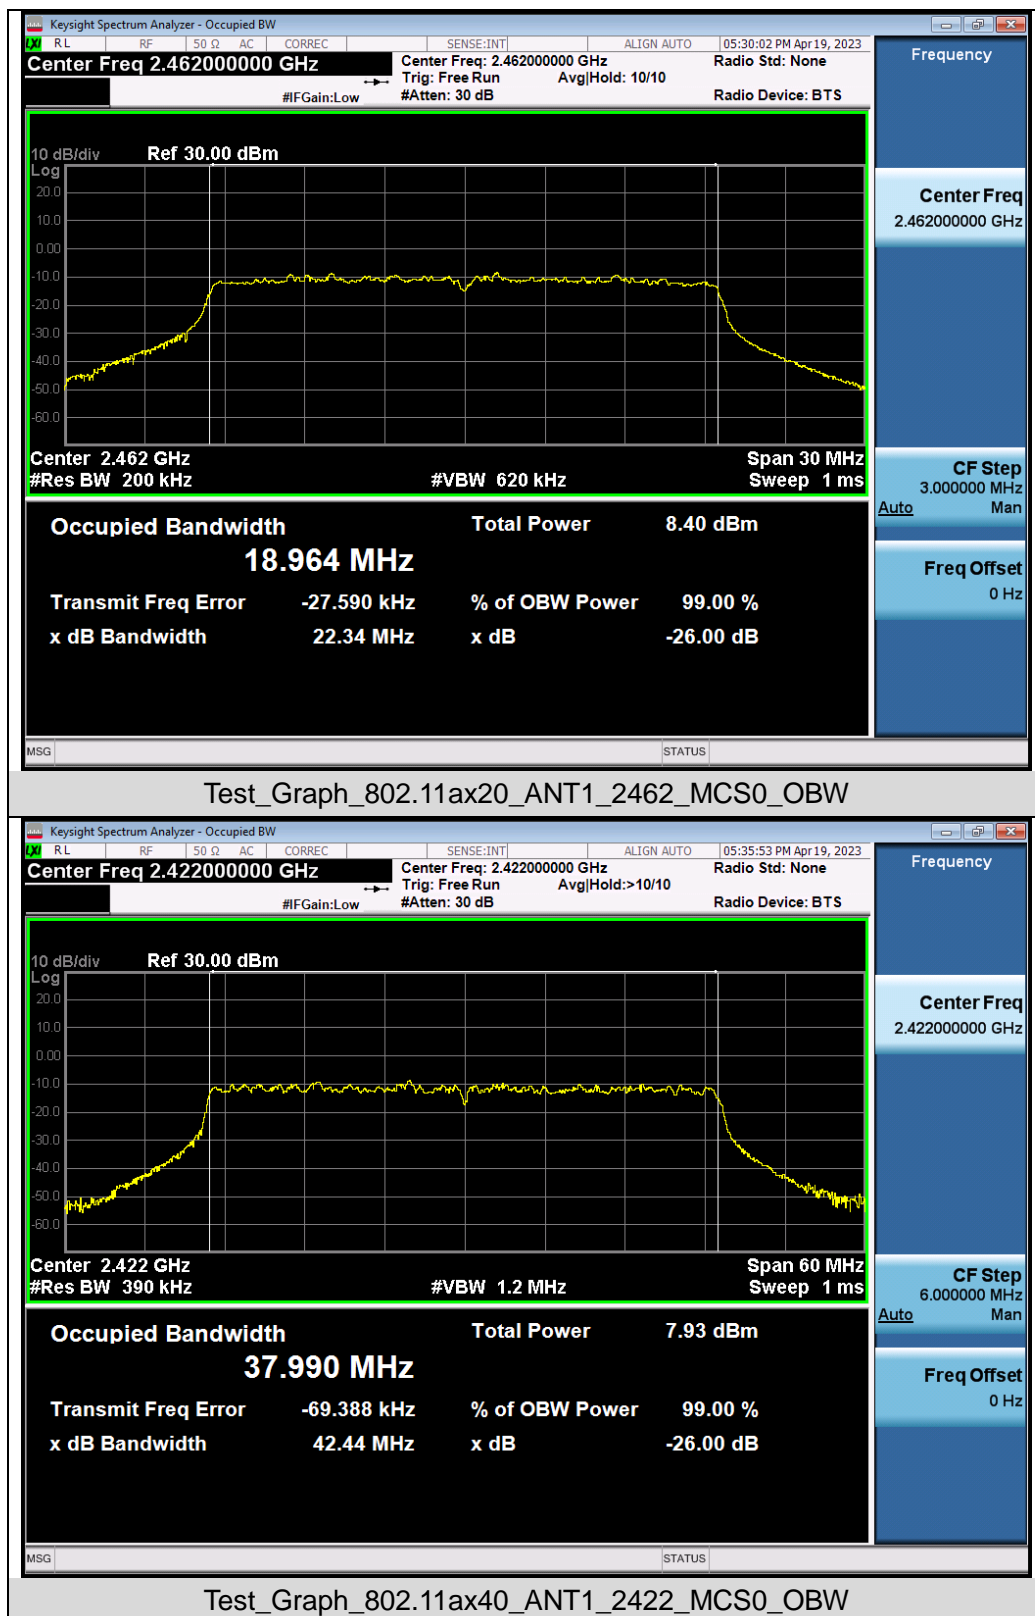 Keysight Spectrum Analyzer - Occupied BW
LXI RL RF 50 Ω AC CORREC SENSE:INT ALIGN AUTO 05:30:02 PM Apr 19, 2023
Center Freq 2.462000000 GHz
Center Freq: 2.462000000 GHz Radio Std: None
Trig: Free Run Avg|Hold: 10/10
#IFGain:Low #Atten: 30 dB Radio Device: BTS
Frequency
10 dB/div Ref 30.00 dBm
Log
20.0
10.0
0.00
-10.0
-20.0
-30.0
-40.0
-50.0
-60.0
Center Freq
2.462000000 GHz
Center 2.462 GHz Span 30 MHz
#Res BW 200 kHz #VBW 620 kHz Sweep 1 ms
CF Step
3.000000 MHz
Auto Man
Occupied Bandwidth Total Power 8.40 dBm
18.964 MHz
Transmit Freq Error -27.590 kHz % of OBW Power 99.00 %
x dB Bandwidth 22.34 MHz x dB -26.00 dB
Freq Offset
0 Hz
MSG STATUS
Test_Graph_802.11ax20_ANT1_2462_MCS0_OBW
Keysight Spectrum Analyzer - Occupied BW
LXI RL RF 50 Ω AC CORREC SENSE:INT ALIGN AUTO 05:35:53 PM Apr 19, 2023
Center Freq 2.422000000 GHz
Center Freq: 2.422000000 GHz Radio Std: None
Trig: Free Run Avg|Hold:>10/10
#IFGain:Low #Atten: 30 dB Radio Device: BTS
Frequency
10 dB/div Ref 30.00 dBm
Log
20.0
10.0
0.00
-10.0
-20.0
-30.0
-40.0
-50.0
-60.0
Center Freq
2.422000000 GHz
Center 2.422 GHz Span 60 MHz
#Res BW 390 kHz #VBW 1.2 MHz Sweep 1 ms
CF Step
6.000000 MHz
Auto Man
Occupied Bandwidth Total Power 7.93 dBm
37.990 MHz
Transmit Freq Error -69.388 kHz % of OBW Power 99.00 %
x dB Bandwidth 42.44 MHz x dB -26.00 dB
Freq Offset
0 Hz
MSG STATUS
Test_Graph_802.11ax40_ANT1_2422_MCS0_OBW